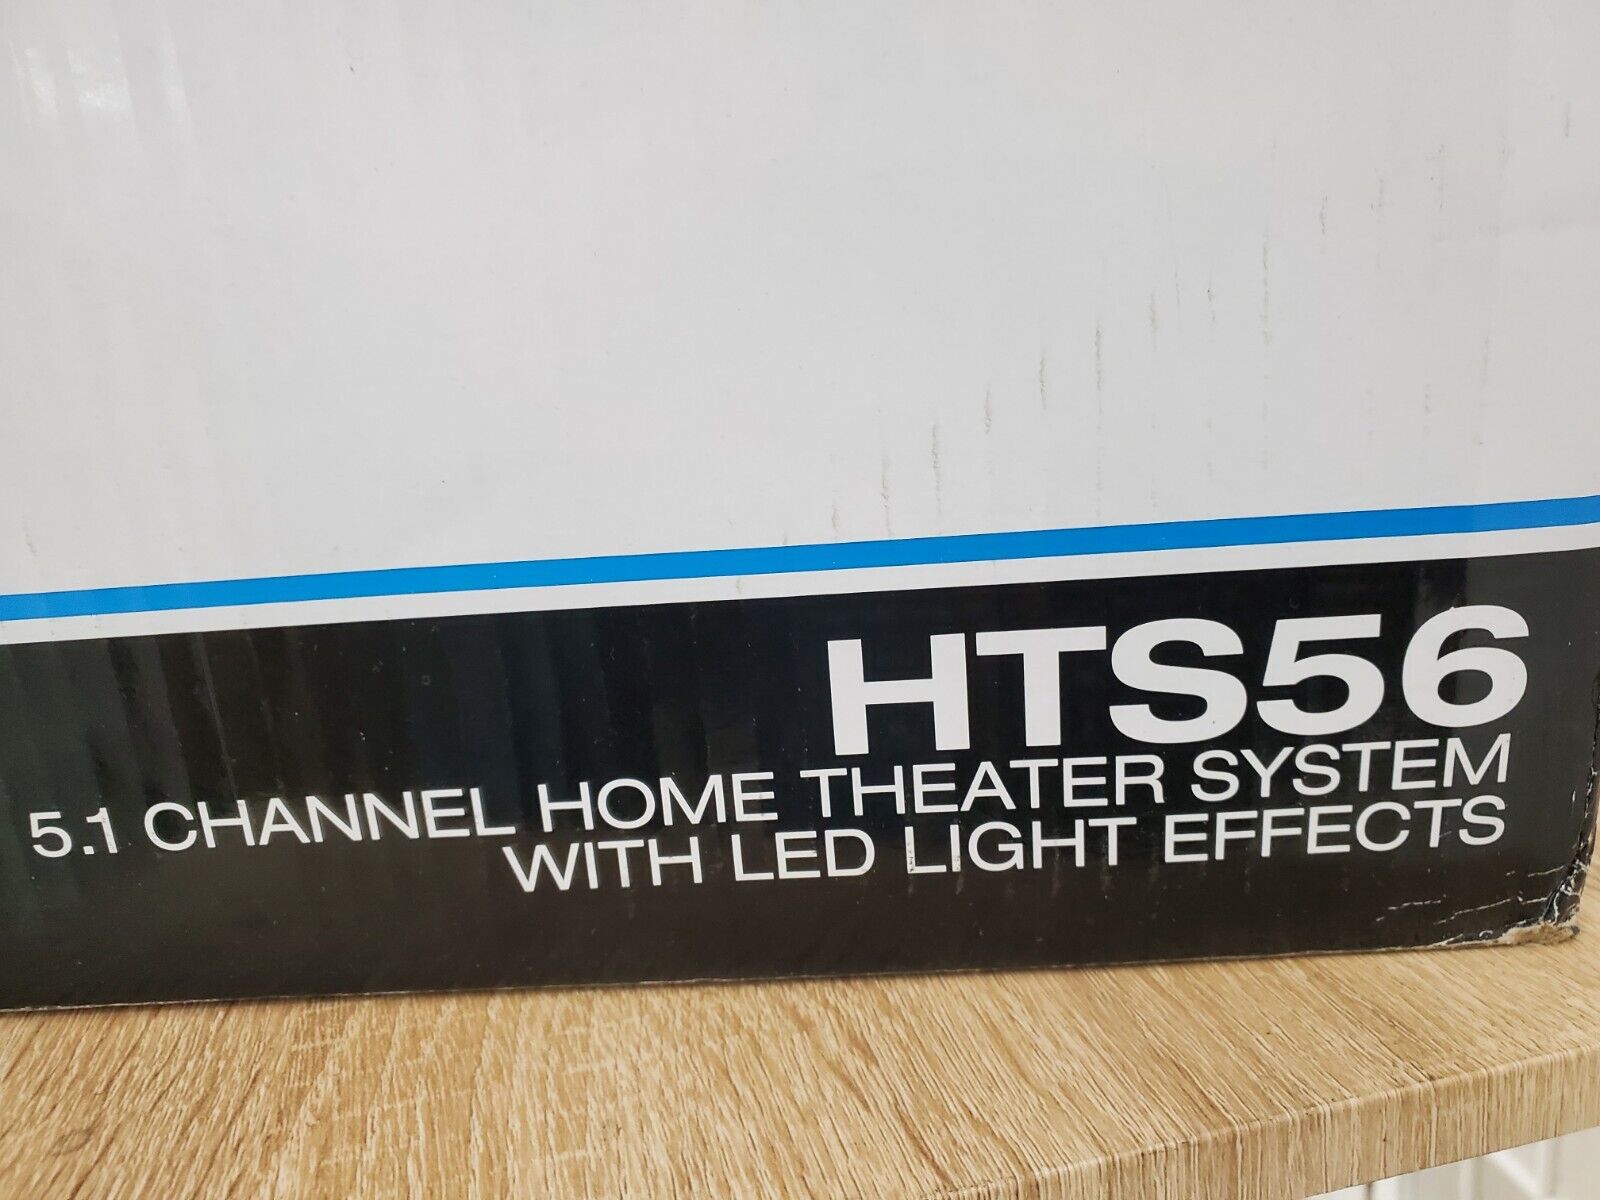 HTS56
5.1 CHANNEL HOME THEATER SYSTEM
WITH LED LIGHT EFFECTS